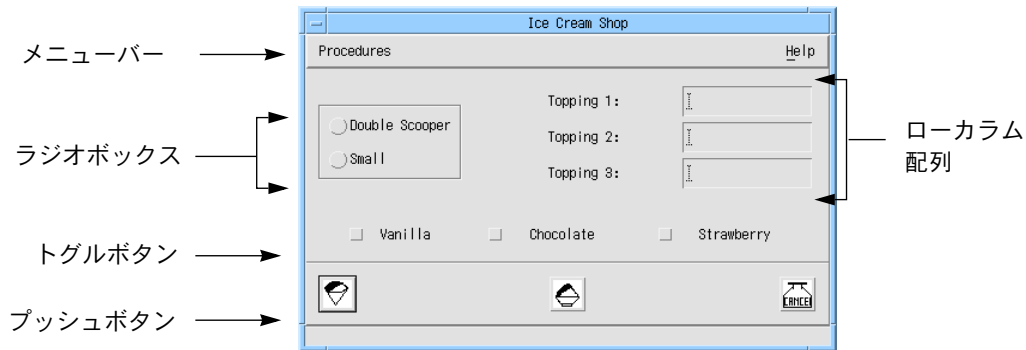 Ice Cream Shop
メニューバー
Procedures
Help
ラジオボックス
Double Scooper
Small
Topping 1:
Topping 2:
Topping 3:
ローカラム
配列
トグルボタン
Vanilla
Chocolate
Strawberry
プッシュボタン
CANCEL